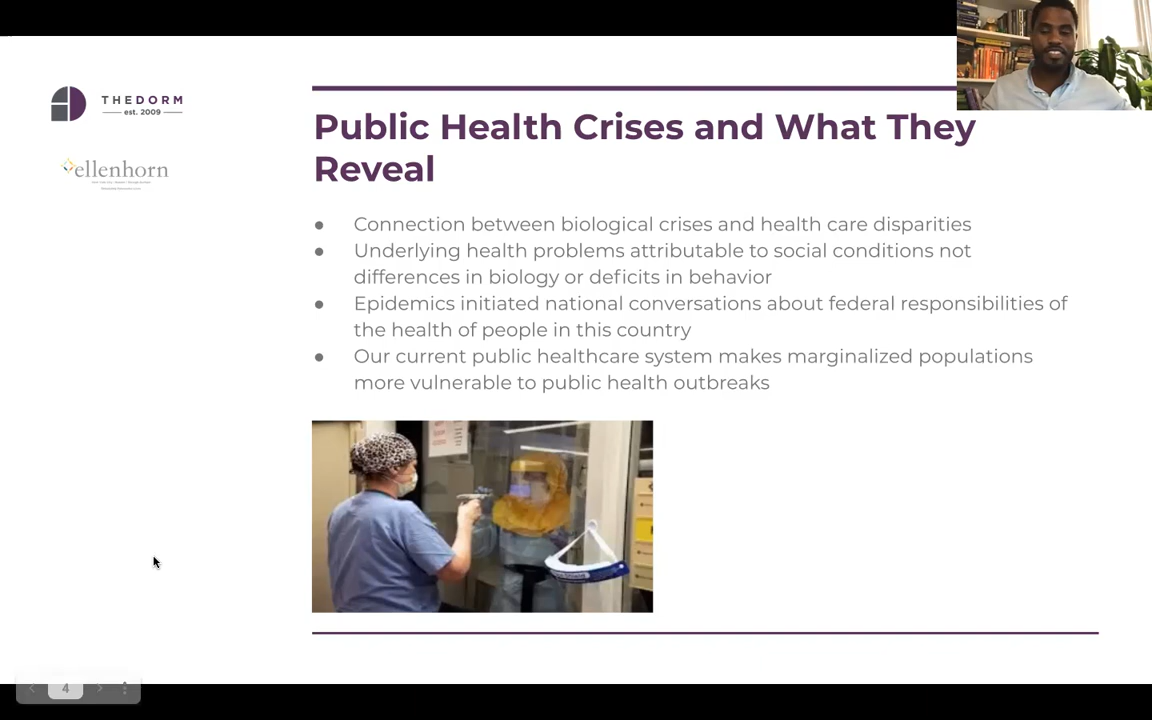 THEDORM
est. 2009
ellenhorn
Public Health Crises and What They
Reveal
● Connection between biological crises and health care disparities
● Underlying health problems attributable to social conditions not
differences in biology or deficits in behavior
● Epidemics initiated national conversations about federal responsibilities of
the health of people in this country
● Our current public healthcare system makes marginalized populations
more vulnerable to public health outbreaks
4